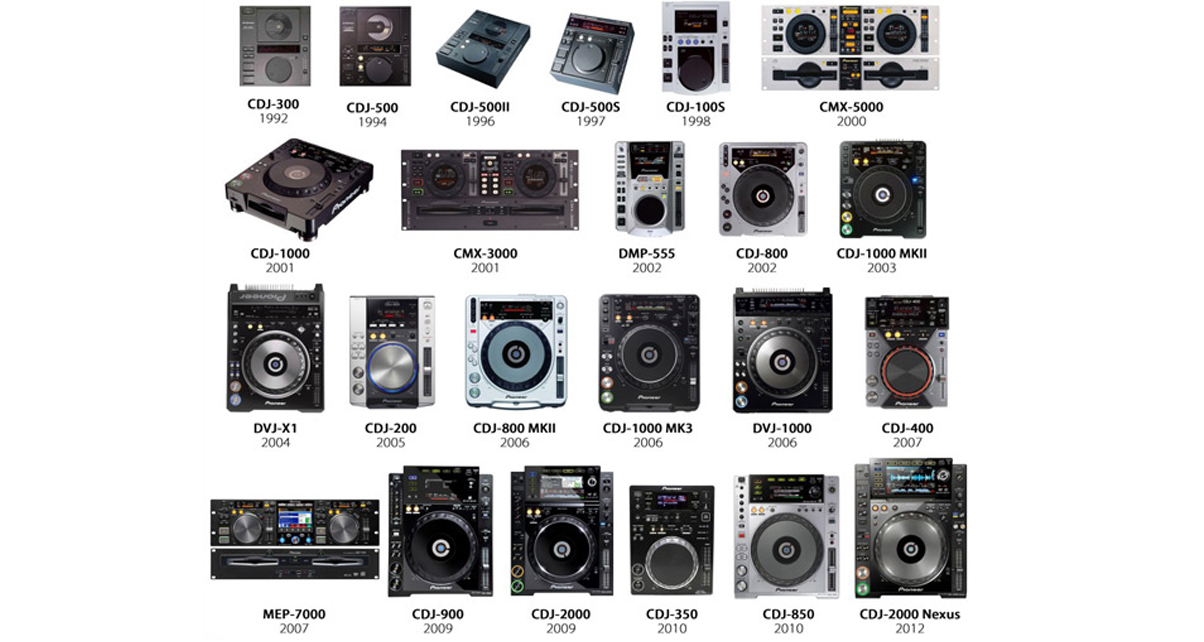 CDJ-300
1992
CDJ-500
1994
CDJ-500II
1996
CDJ-500S
1997
CDJ-100S
1998
CMX-5000
2000
CDJ-1000
2001
CMX-3000
2001
DMP-555
2002
CDJ-800
2002
CDJ-1000 MKII
2003
DVJ-X1
2004
CDJ-200
2005
CDJ-800 MKII
2006
CDJ-1000 MK3
2006
DVJ-1000
2006
CDJ-400
2007
MEP-7000
2007
CDJ-900
2009
CDJ-2000
2009
CDJ-350
2010
CDJ-850
2010
CDJ-2000 Nexus
2012